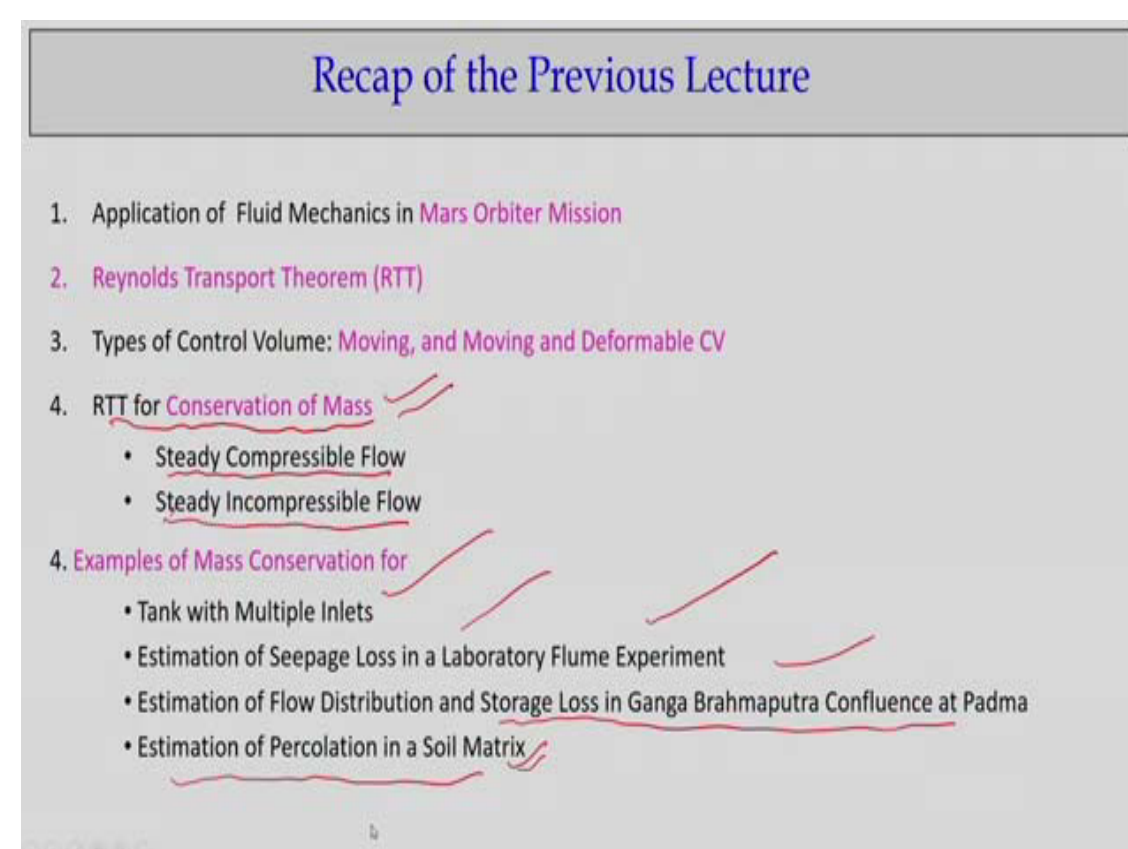 Recap of the Previous Lecture
1. Application of Fluid Mechanics in Mars Orbiter Mission
2. Reynolds Transport Theorem (RTT)
3. Types of Control Volume: Moving, and Moving and Deformable CV
4. RTT for Conservation of Mass
• Steady Compressible Flow
• Steady Incompressible Flow
4. Examples of Mass Conservation for
• Tank with Multiple Inlets
• Estimation of Seepage Loss in a Laboratory Flume Experiment
• Estimation of Flow Distribution and Storage Loss in Ganga Brahmaputra Confluence at Padma
• Estimation of Percolation in a Soil Matrix